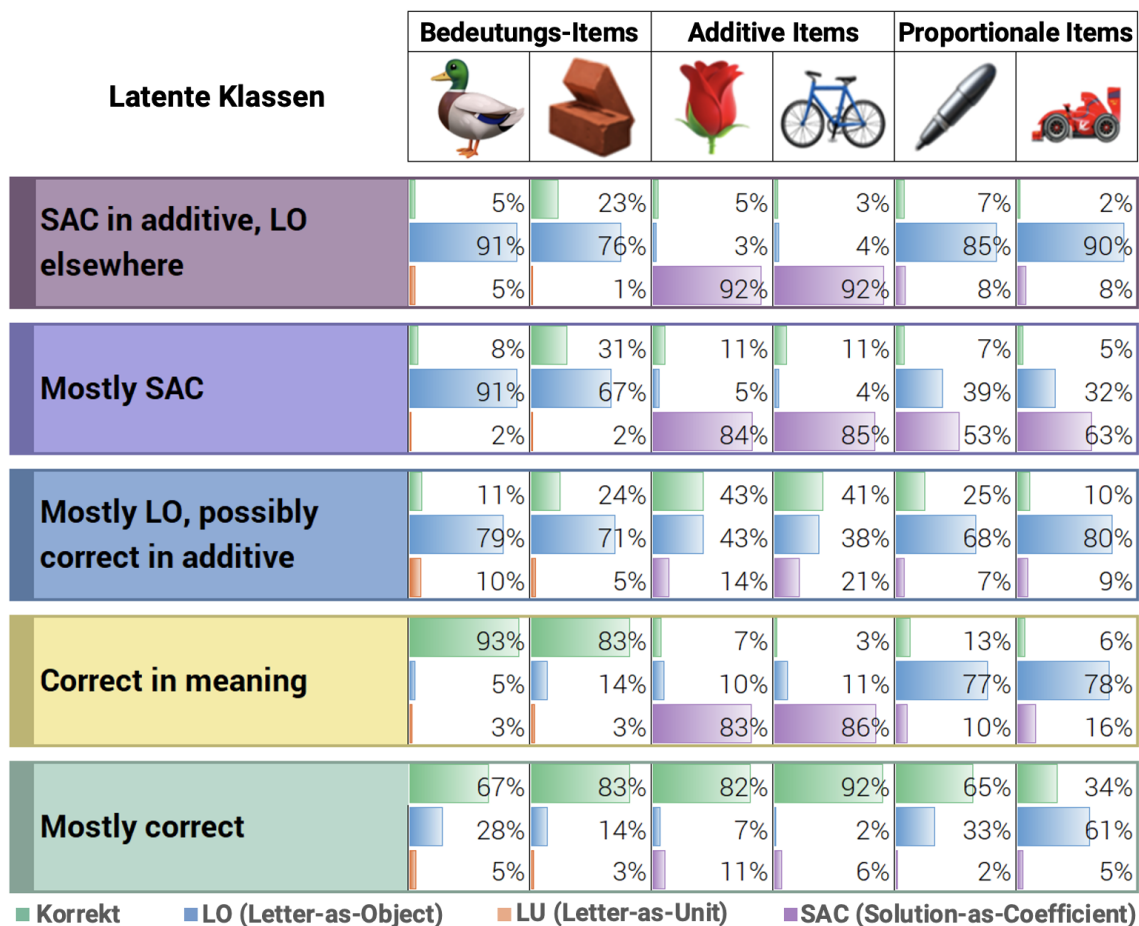 Bedeutungs-Items Additive Items Proportionale Items
Latente Klassen
SAC in additive, LO
elsewhere
5% 23% 5% 3% 7% 2%
91% 76% 3% 4% 85% 90%
5% 1% 92% 92% 8% 8%
Mostly SAC
8% 31% 11% 11% 7% 5%
91% 67% 5% 4% 39% 32%
2% 2% 84% 85% 53% 63%
Mostly LO, possibly
correct in additive
11% 24% 43% 41% 25% 10%
79% 71% 43% 38% 68% 80%
10% 5% 14% 21% 7% 9%
Correct in meaning
93% 83% 7% 3% 13% 6%
5% 14% 10% 11% 77% 78%
3% 3% 83% 86% 10% 16%
Mostly correct
67% 83% 82% 92% 65% 34%
28% 14% 7% 2% 33% 61%
5% 3% 11% 6% 2% 5%
Korrekt LO (Letter-as-Object) LU (Letter-as-Unit) SAC (Solution-as-Coefficient)